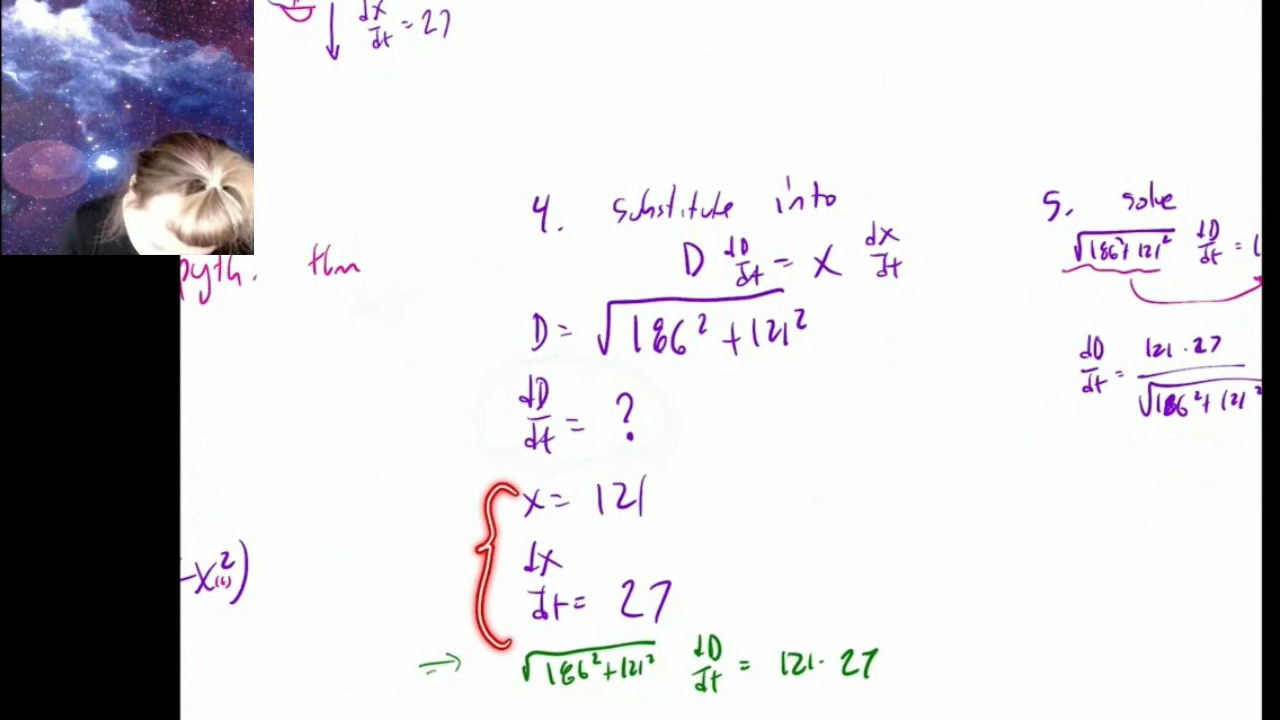 ↓ dx/dt = 27
pyth. thm
-x²(t))
4. substitute into
D dD/dt = x dx/dt
D = √186² + 121²
dD/dt = ?
x = 121
dx/dt = 27
⇒ √186² + 121² dD/dt = 121 · 27
5. solve
√186² + 121² dD/dt = 1
dD/dt = 121 · 27 / √186² + 121²